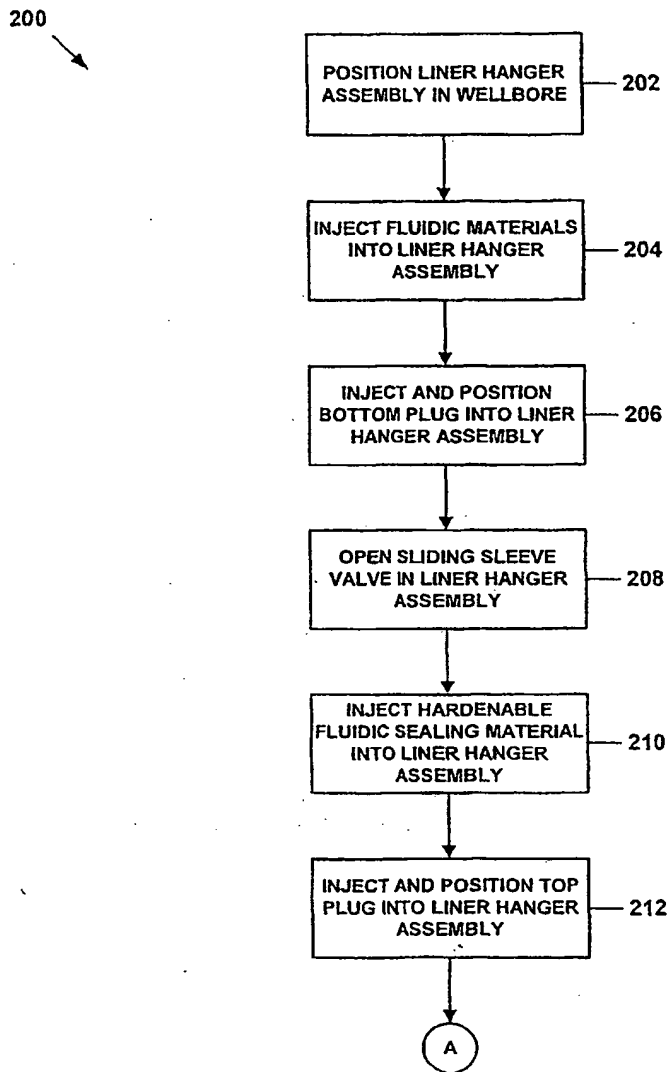 200
POSITION LINER HANGER
ASSEMBLY IN WELLBORE
202
INJECT FLUIDIC MATERIALS
INTO LINER HANGER
ASSEMBLY
204
INJECT AND POSITION
BOTTOM PLUG INTO LINER
HANGER ASSEMBLY
206
OPEN SLIDING SLEEVE
VALVE IN LINER HANGER
ASSEMBLY
208
INJECT HARDENABLE
FLUIDIC SEALING MATERIAL
INTO LINER HANGER
ASSEMBLY
210
INJECT AND POSITION TOP
PLUG INTO LINER HANGER
ASSEMBLY
212
A